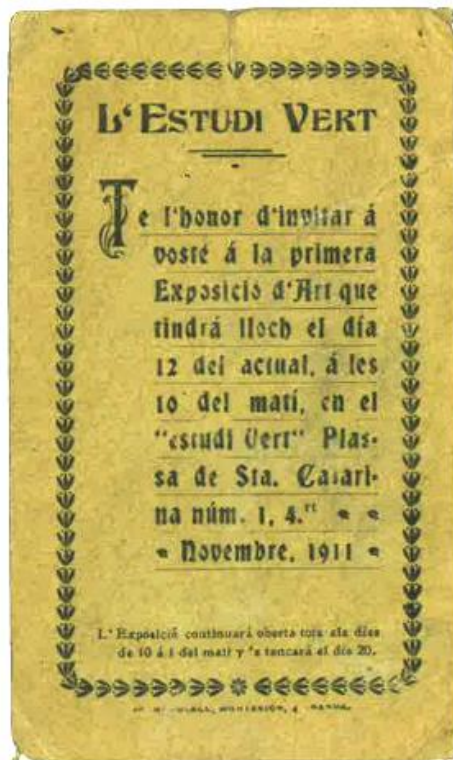 L'ESTUDI VERT
Te l'honor d'invitar á
vosté á la primera
Exposició d'Art que
tindrá lloch el día
12 del actual, á les
10 del matí, en el
"estudi Vert" Plas-
sa de Sta. Catari-
na núm. 1, 4.rt
Novembre, 1911
L'Exposició continuará oberta tots els días
de 10 á 1 del matí y 's tancará el día 20.